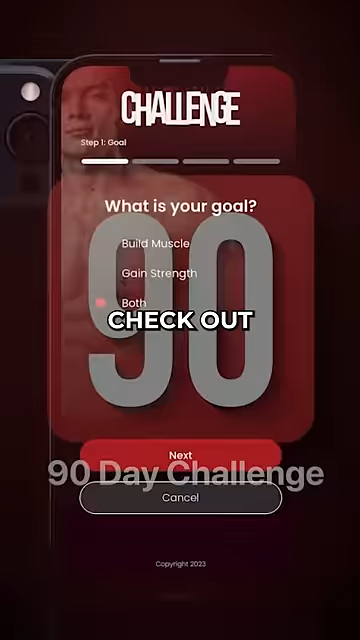 CHALLENGE
Step 1: Goal
What is your goal?
90
Build Muscle
Gain Strength
Both
CHECK OUT
Next
90 Day Challenge
Cancel
Copyright 2023